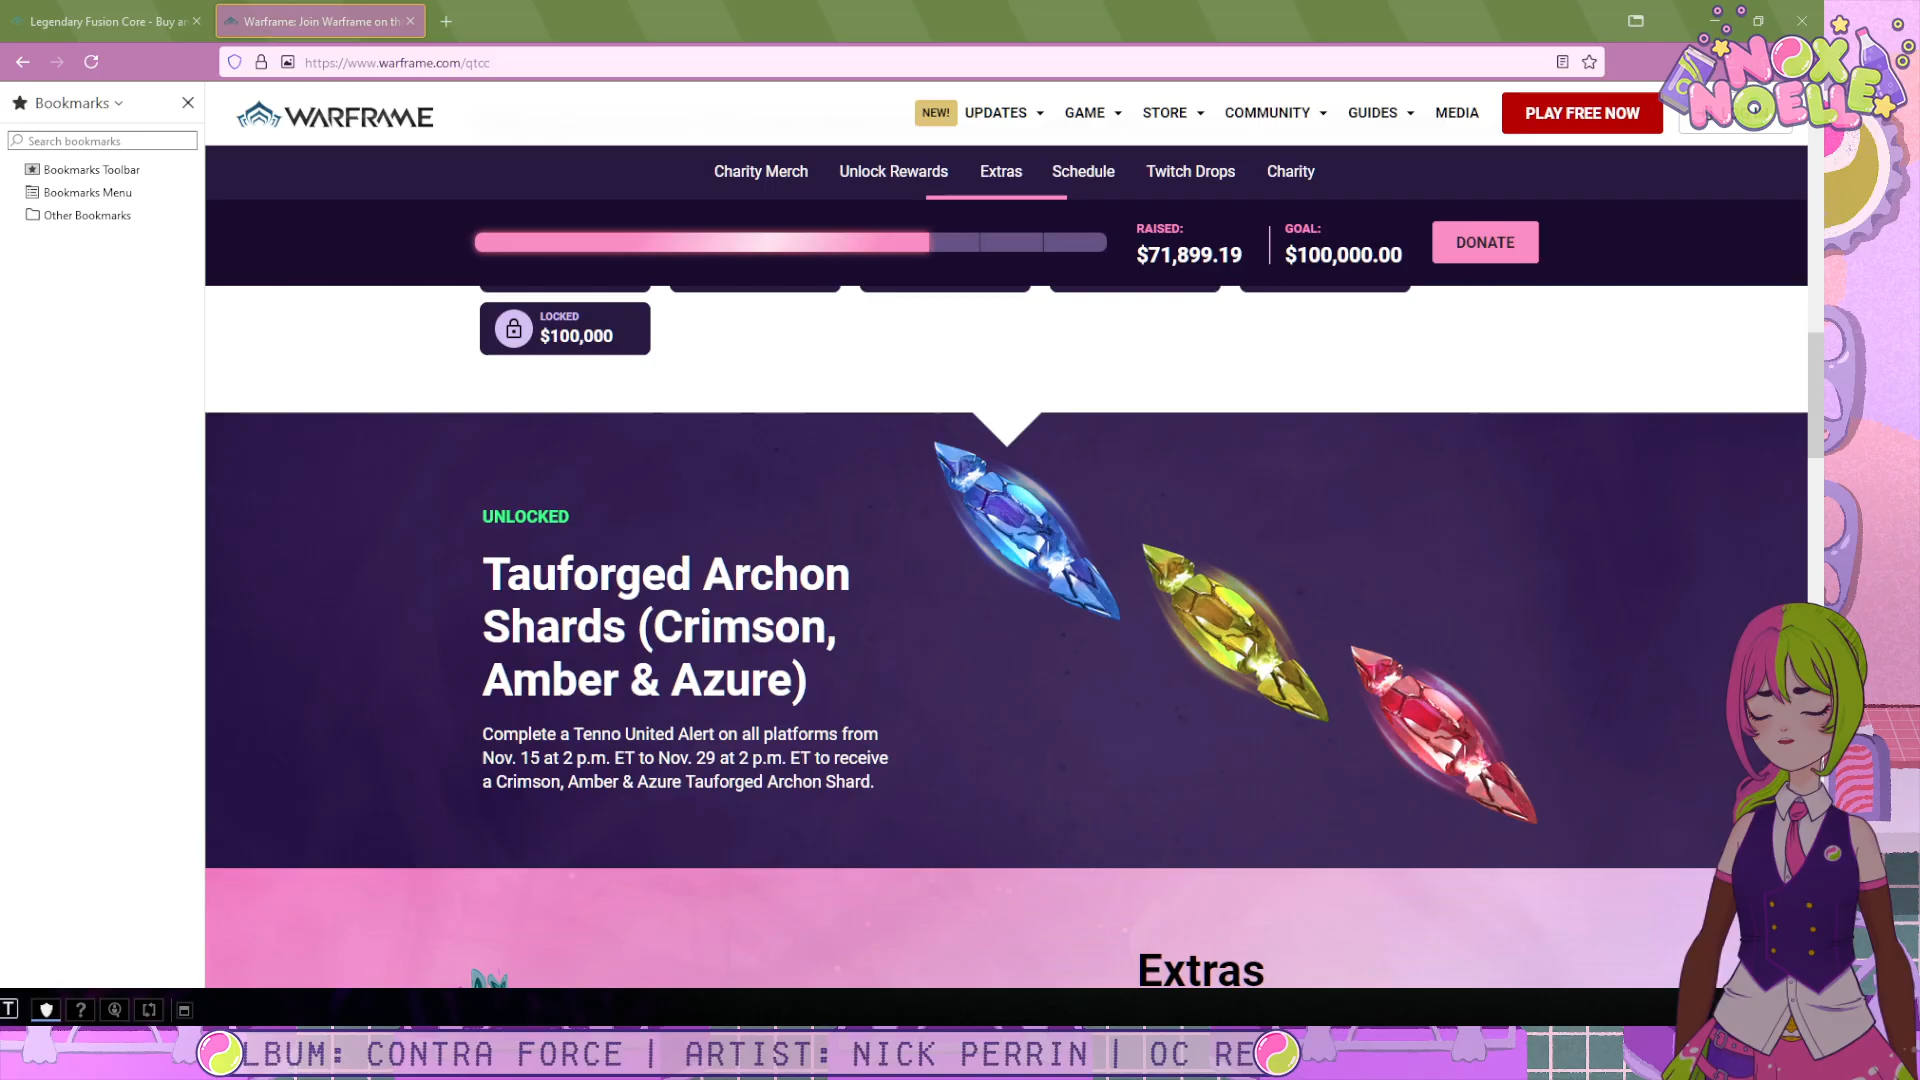 Legendary Fusion Core - Buy an
Warframe: Join Warframe on th
https://www.warframe.com/qtcc
Bookmarks
Search bookmarks
Bookmarks Toolbar
Bookmarks Menu
Other Bookmarks
WARFRAME
NEW! UPDATES GAME STORE COMMUNITY GUIDES MEDIA PLAY FREE NOW
NOXE NOELLE
Charity Merch Unlock Rewards Extras Schedule Twitch Drops Charity
RAISED: GOAL:
$71,899.19 $100,000.00 DONATE
LOCKED
$100,000
UNLOCKED
Tauforged Archon
Shards (Crimson,
Amber & Azure)
Complete a Tenno United Alert on all platforms from
Nov. 15 at 2 p.m. ET to Nov. 29 at 2 p.m. ET to receive
a Crimson, Amber & Azure Tauforged Archon Shard.
Extras
T ?
LBUM: CONTRA FORCE | ARTIST: NICK PERRIN | OC RE